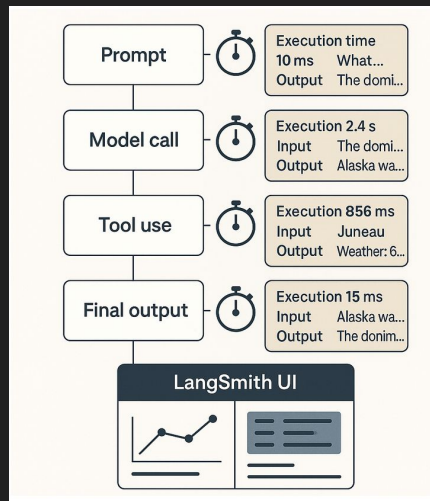 Prompt
Execution time
10 ms What...
Output The domi...
Model call
Execution 2.4 s
Input The domi...
Output Alaska wa...
Tool use
Execution 856 ms
Input Juneau
Output Weather: 6...
Final output
Execution 15 ms
Input Alaska wa...
Output The donim...
LangSmith UI